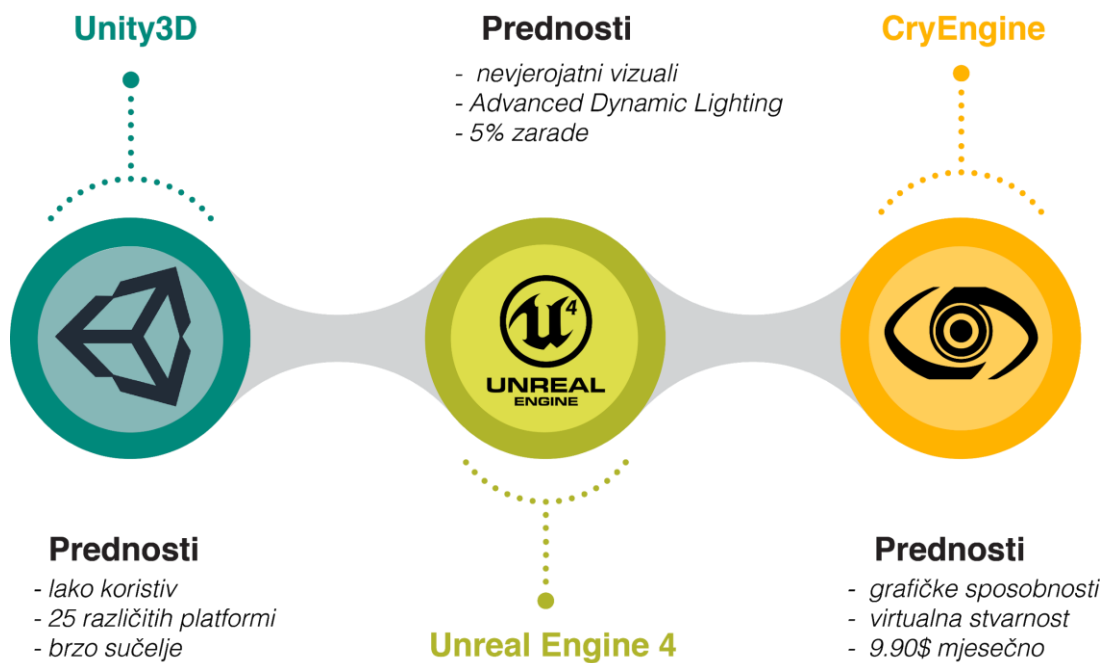 Unity3D
Prednosti
- nevjerojatni vizuali
- Advanced Dynamic Lighting
- 5% zarade
CryEngine
U 4
UNREAL
ENGINE
Prednosti
- lako koristiv
- 25 različitih platformi
- brzo sučelje
Unreal Engine 4
Prednosti
- grafičke sposobnosti
- virtualna stvarnost
- 9.90$ mjesečno